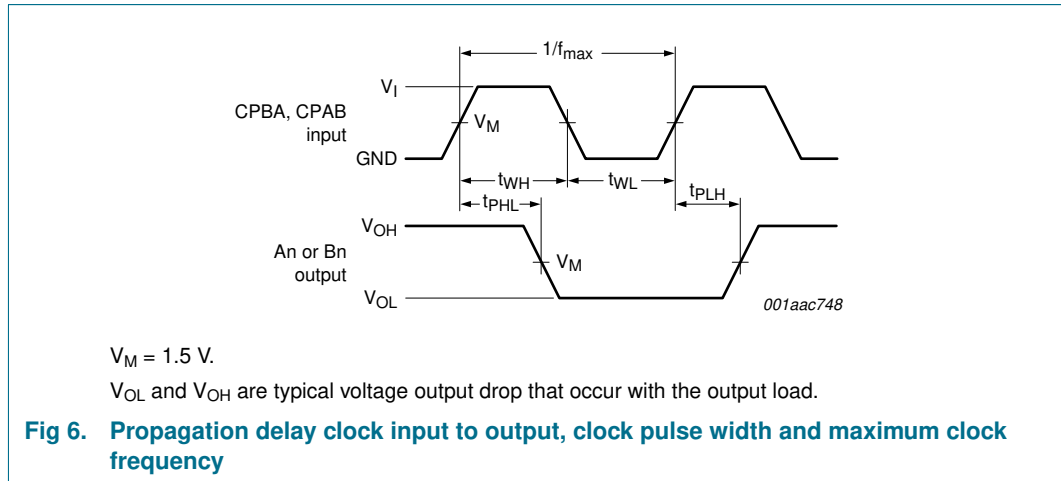 1/fmax
VI
CPBA, CPAB
input
VM
GND
tWH
tWL
tPHL
tPLH
VOH
An or Bn
output
VM
VOL
001aac748
VM = 1.5 V.
VOL and VOH are typical voltage output drop that occur with the output load.
Fig 6. Propagation delay clock input to output, clock pulse width and maximum clock
frequency